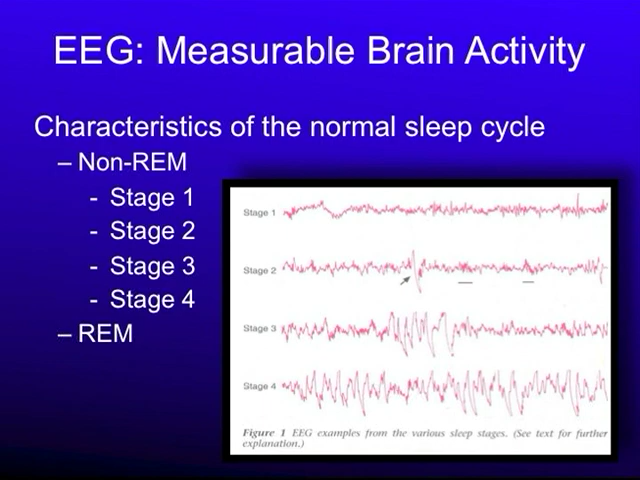 EEG: Measurable Brain Activity
Characteristics of the normal sleep cycle
– Non-REM
- Stage 1
- Stage 2
- Stage 3
- Stage 4
– REM
Stage 1
Stage 2
Stage 3
Stage 4
Figure 1 EEG examples from the various sleep stages. (See text for further
explanation.)